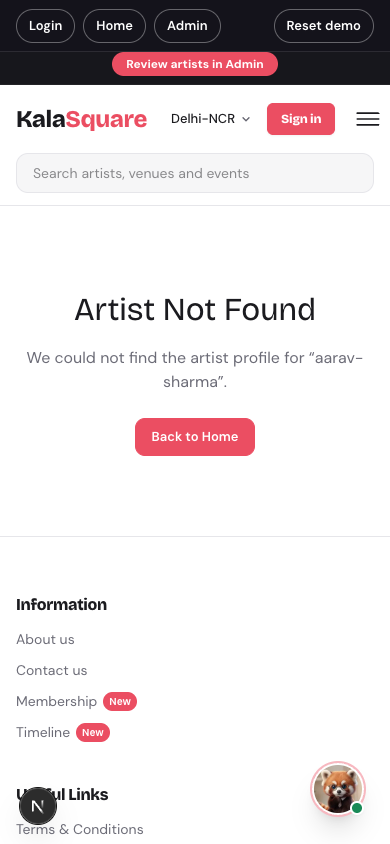 Login Home Admin Reset demo
Review artists in Admin
KalaSquare Delhi-NCR Sign in
Search artists, venues and events
Artist Not Found
We could not find the artist profile for “aarav-
sharma”.
Back to Home
Information
About us
Contact us
Membership New
Timeline New
Links
N
Terms & Conditions